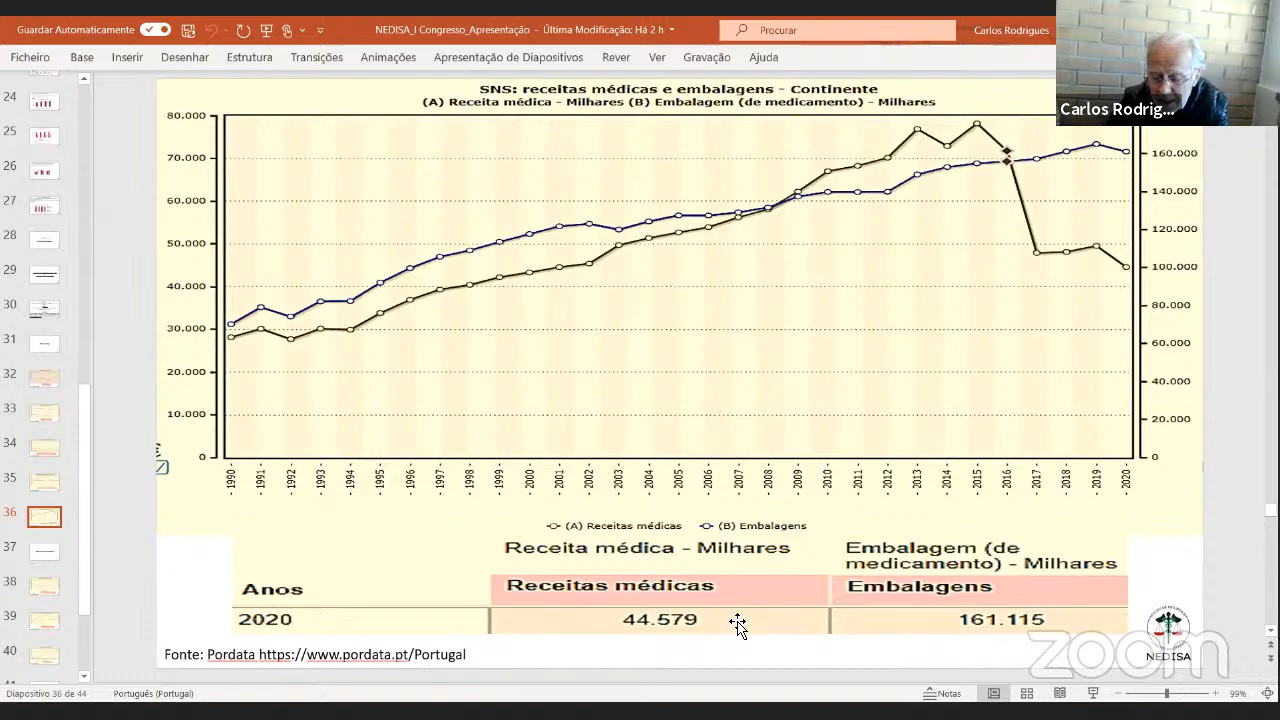 Guardar Automaticamente
NEDISA_I Congresso_Apresentação - Última Modificação: Há 2 h
Procurar
Carlos Rodrigues
Ficheiro Base Inserir Desenhar Estrutura Transições Animações Apresentação de Diapositivos Rever Ver Gravação Ajuda
Carlos Rodrig...
24
25
26
27
28
29
30
31
32
33
34
35
36
37
38
39
40
SNS: receitas médicas e embalagens - Continente
(A) Receita médica - Milhares (B) Embalagem (de medicamento) - Milhares
80.000
70.000
60.000
50.000
40.000
30.000
20.000
10.000
0
160.000
140.000
120.000
100.000
80.000
60.000
40.000
20.000
0
- 1990 - - 1991 - - 1992 - - 1993 - - 1994 - - 1995 - - 1996 - - 1997 - - 1998 - - 1999 - - 2000 - - 2001 - - 2002 - - 2003 - - 2004 - - 2005 - - 2006 - - 2007 - - 2008 - - 2009 - - 2010 - - 2011 - - 2012 - - 2013 - - 2014 - - 2015 - - 2016 - - 2017 - - 2018 - - 2019 - - 2020 -
(A) Receitas médicas (B) Embalagens
Receita médica - Milhares
Embalagem (de
medicamento) - Milhares
Anos Receitas médicas Embalagens
2020 44.579 161.115
Fonte: Pordata https://www.pordata.pt/Portugal
NEDISA
zoom
Diapositivo 36 de 44 Português (Portugal) Notas 99%